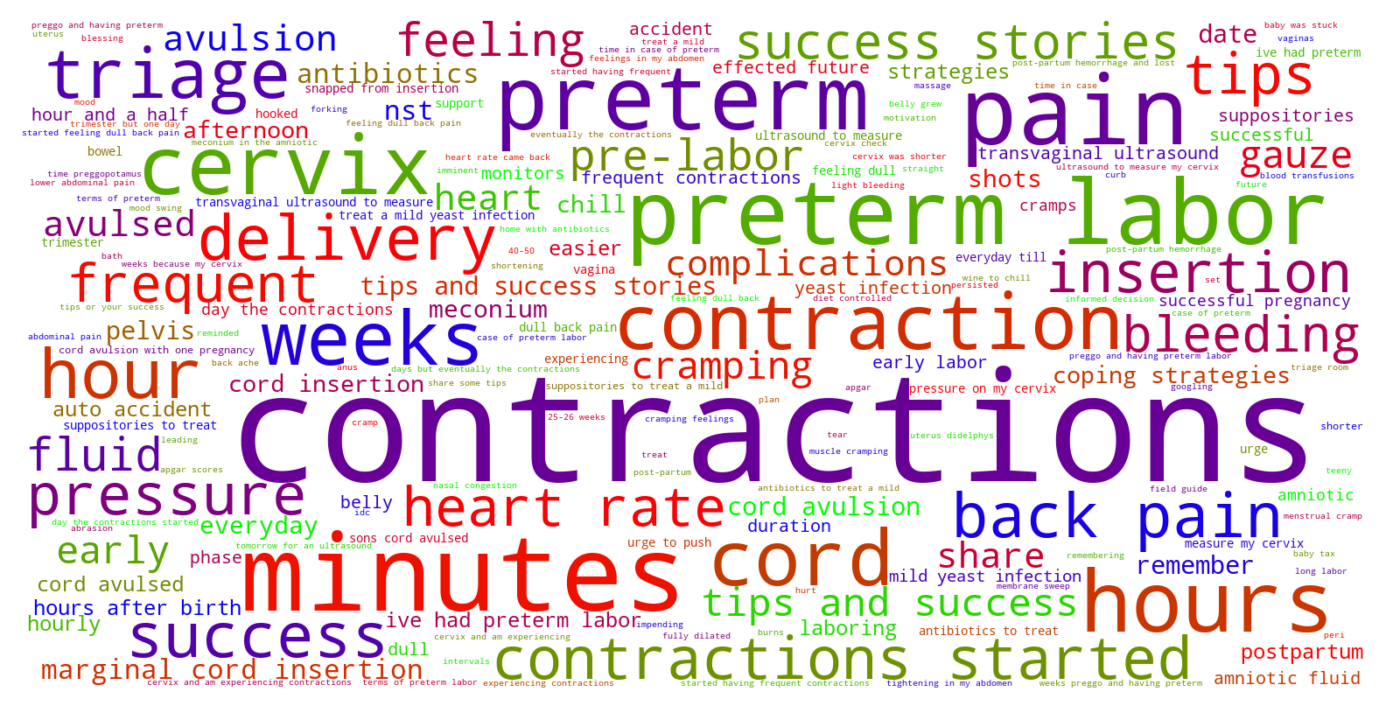 preggo and having preterm
uterus
blessing
avulsion
feeling
accident
time in case of preterm
treat a mild
feelings in my abdomen
success stories
date
baby was stuck
vaginas
ive had preterm
triage
antibiotics
started having frequent
snapped from insertion
effected future
strategies
post-partum hemorrhage and lost
tips
mood
hour and a half
hooked
forking
nst
support
preterm
massage
belly grew
motivation
time in case
pain
suppositories
trimester but one day
started feeling dull back pain
afternoon
feeling dull back pain
meconium in the amniotic
eventually the contractions
ultrasound to measure
cervix check
successful
bowel
cervix
heart rate came back
pre-labor
cervix was shorter
transvaginal ultrasound
gauze
time preggopotamus
lower abdominal pain
imminent
monitors
frequent contractions
feeling dull
straight
light bleeding
shots
ultrasound to measure my cervix
curb
blood transfusions
future
terms of preterm
mood swing
transvaginal ultrasound to measure
heart
chill
preterm labor
cramps
avulsed
treat a mild yeast infection
trimester
delivery
home with antibiotics
40-50
easier
post-partum hemorrhage
bath
weeks because my cervix
shortening
vagina
complications
everyday till
wine to chill
insertion
frequent
tips and success stories
yeast infection
persisted
set
tips or your success
day the contractions
meconium
feeling dull back
diet controlled
informed decision
successful pregnancy
case of preterm
pelvis
reminded
abdominal pain
weeks
dull back pain
case of preterm labor
contraction
bleeding
cord avulsion with one pregnancy
back ache
anus
days but eventually the contractions
experiencing
cramping
early labor
preggo and having preterm labor
triage room
hour
cord insertion
share some tips
suppositories to treat a mild
apgar
pressure on my cervix
coping strategies
googling
plan
auto accident
suppositories to treat
contractions
cramp
25-26 weeks
cramping feelings
tear
uterus didelphys
shorter
leading
fluid
apgar scores
treat
muscle cramping
urge
post-partum
teeny
pressure
nasal congestion
antibiotics to treat a mild
field guide
amniotic
belly
idc
heart rate
cord avulsion
back pain
menstrual cramp
abrasion
day the contractions started
everyday
duration
sons cord avulsed
early
phase
tomorrow for an ultrasound
urge to push
share
measure my cervix
remembering
baby tax
remember
long labor
minutes
cord
cord avulsed
mild yeast infection
membrane sweep
hours
hours after birth
hurt
tips and success
hourly
success
ive had preterm labor
impending
burns
laboring
antibiotics to treat
peri
cervix and am experiencing
fully dilated
dull
postpartum
marginal cord insertion
intervals
contractions started
amniotic fluid
cervix and am experiencing contractions
terms of preterm labor
experiencing contractions
started having frequent contractions
tightening in my abdomen
weeks preggo and having preterm